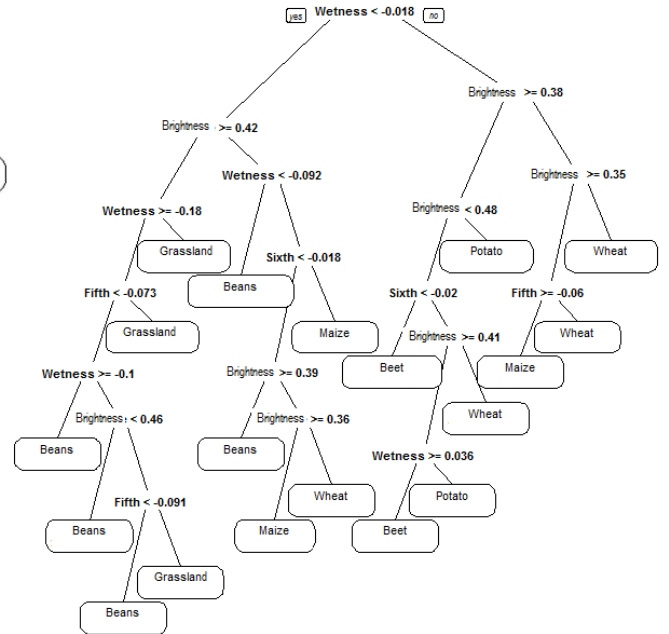 yes Wetness < -0.018 no
Brightness >= 0.38
Brightness >= 0.42
Wetness < -0.092
Brightness >= 0.35
Wetness >= -0.18
Brightness < 0.48
Grassland
Sixth < -0.018
Potato
Wheat
Fifth < -0.073
Beans
Sixth < -0.02
Fifth >= -0.06
Grassland
Maize
Brightness >= 0.41
Wheat
Wetness >= -0.1
Brightness >= 0.39
Beet
Maize
Brightness < 0.46
Brightness >= 0.36
Wheat
Beans
Beans
Wetness >= 0.036
Fifth < -0.091
Wheat
Potato
Beans
Maize
Beet
Grassland
Beans